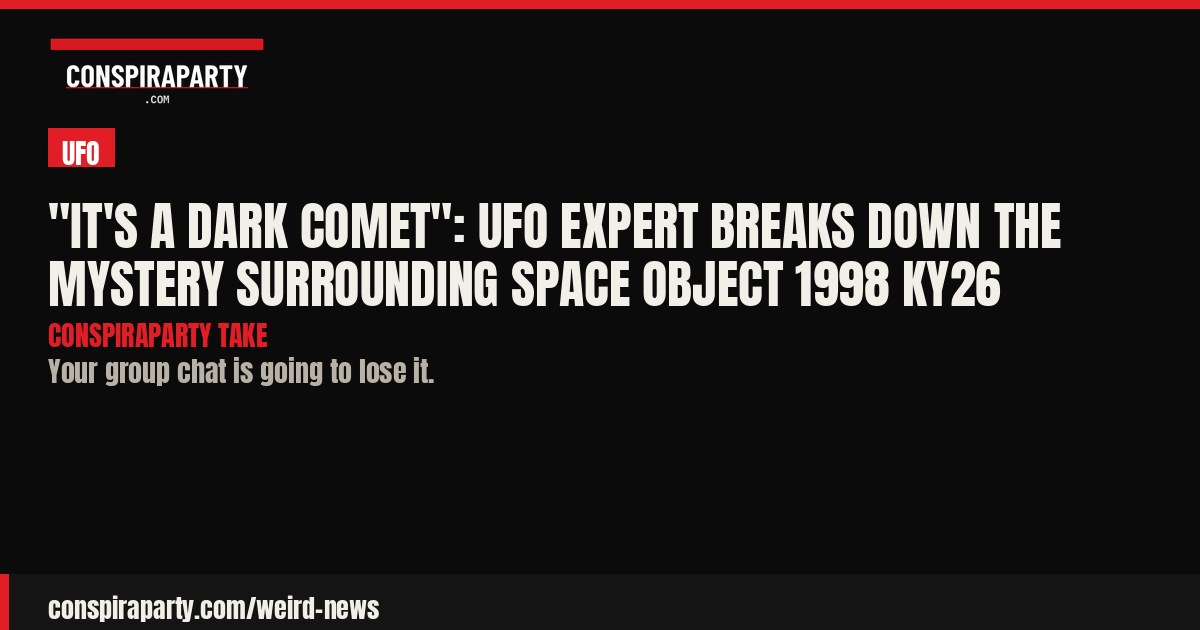 CONSPIRAPARTY
.COM
UFO
"IT'S A DARK COMET": UFO EXPERT BREAKS DOWN THE
MYSTERY SURROUNDING SPACE OBJECT 1998 KY26
CONSPIRAPARTY TAKE
Your group chat is going to lose it.
conspiraparty.com/weird-news